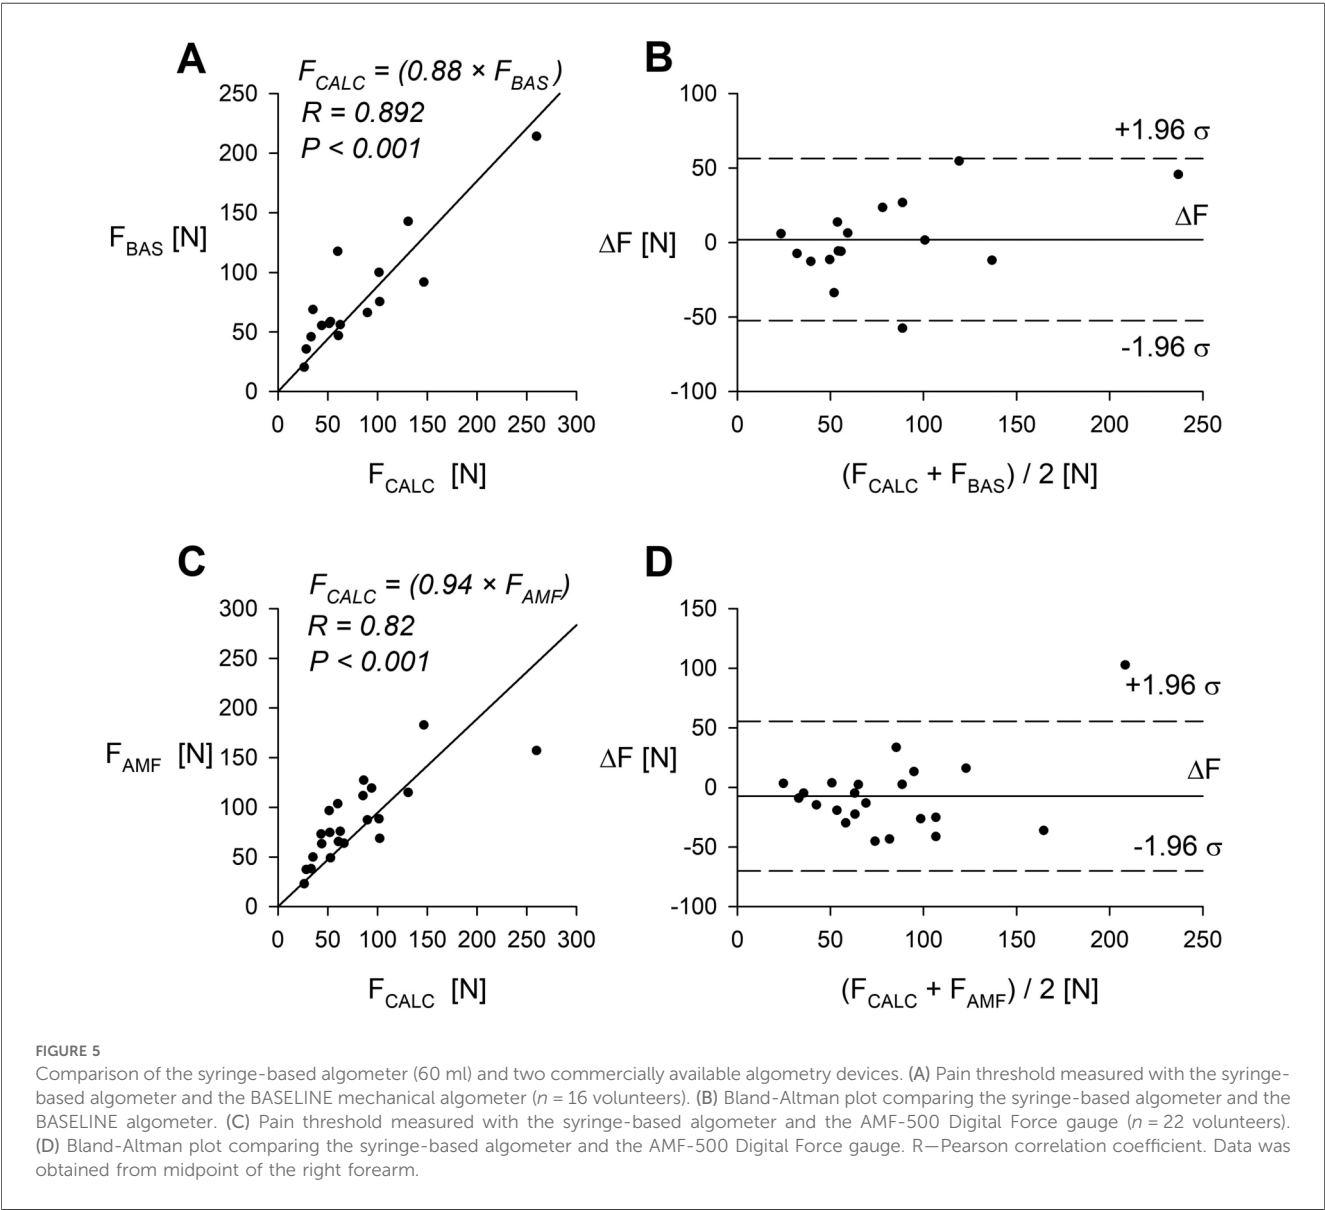 A
F_CALC = (0.88 × F_BAS)
R = 0.892
P < 0.001
250
200
150
100
50
0
F_BAS [N]
0 50 100 150 200 250 300
F_CALC [N]
B
100
50
0
-50
-100
ΔF [N]
+1.96 σ
ΔF
-1.96 σ
0 50 100 150 200 250
(F_CALC + F_BAS) / 2 [N]
C
F_CALC = (0.94 × F_AMF)
R = 0.82
P < 0.001
300
250
200
150
100
50
0
F_AMF [N]
0 50 100 150 200 250 300
F_CALC [N]
D
150
100
50
0
-50
-100
ΔF [N]
+1.96 σ
ΔF
-1.96 σ
0 50 100 150 200 250
(F_CALC + F_AMF) / 2 [N]
FIGURE 5
Comparison of the syringe-based algometer (60 ml) and two commercially available algometry devices. (A) Pain threshold measured with the syringe-
based algometer and the BASELINE mechanical algometer (n = 16 volunteers). (B) Bland-Altman plot comparing the syringe-based algometer and the
BASELINE algometer. (C) Pain threshold measured with the syringe-based algometer and the AMF-500 Digital Force gauge (n = 22 volunteers).
(D) Bland-Altman plot comparing the syringe-based algometer and the AMF-500 Digital Force gauge. R—Pearson correlation coefficient. Data was
obtained from midpoint of the right forearm.